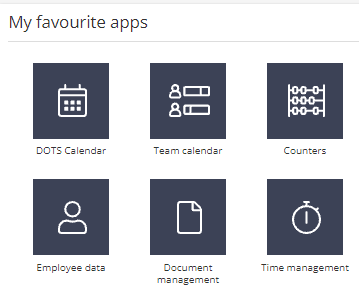 My favourite apps
DOTS Calendar
Team calendar
Counters
Employee data
Document
management
Time management